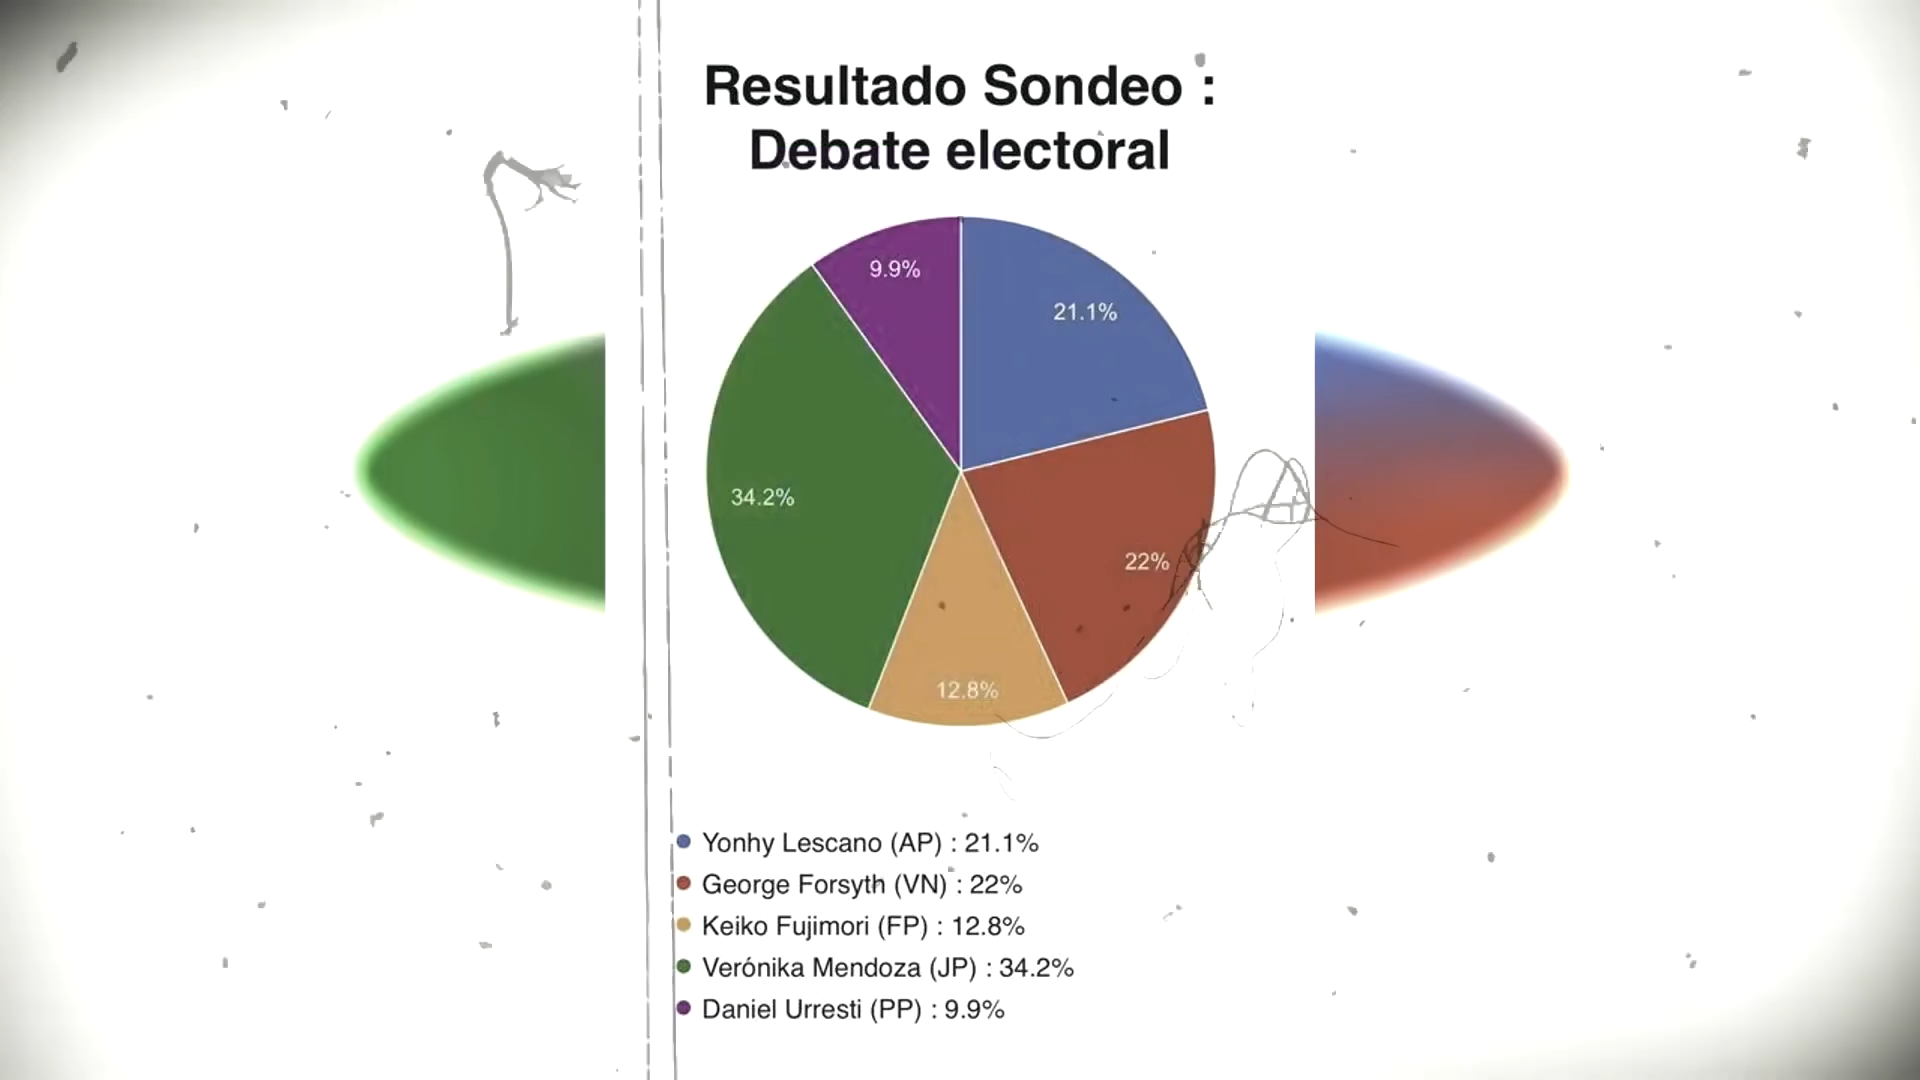 Resultado Sondeo :
Debate electoral
9.9%
21.1%
34.2%
22%
12.8%
Yonhy Lescano (AP) : 21.1%
George Forsyth (VN) : 22%
Keiko Fujimori (FP) : 12.8%
Verónika Mendoza (JP) : 34.2%
Daniel Urresti (PP) : 9.9%